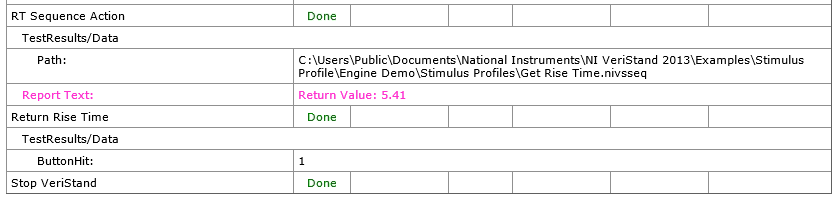 RT Sequence Action Done
TestResults/Data
Path: C:\Users\Public\Documents\National Instruments\NI VeriStand 2013\Examples\Stimulus
Profile\Engine Demo\Stimulus Profiles\Get Rise Time.nivsseq
Report Text: Return Value: 5.41
Return Rise Time Done
TestResults/Data
ButtonHit: 1
Stop VeriStand Done